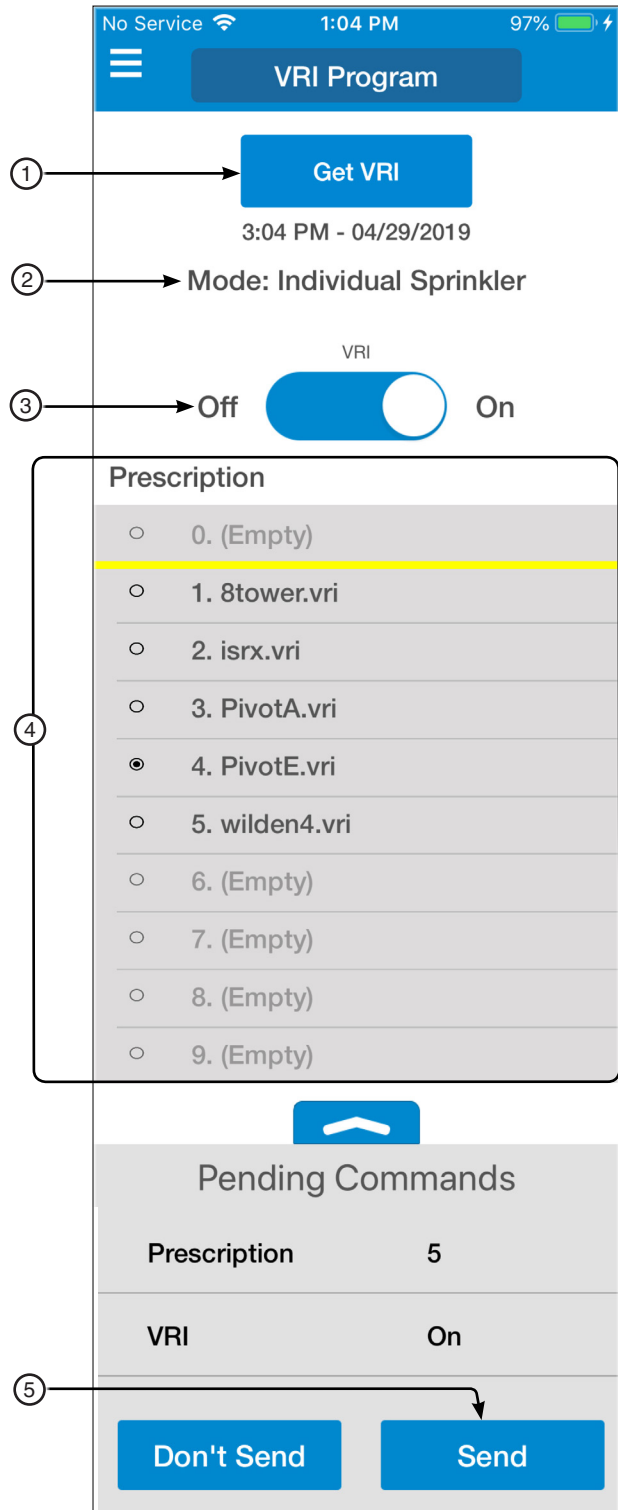 No Service 1:04 PM 97%
VRI Program
1 Get VRI
3:04 PM - 04/29/2019
2 Mode: Individual Sprinkler
VRI
3 Off On
Prescription
0. (Empty)
1. 8tower.vri
2. isrx.vri
3. PivotA.vri
4
4. PivotE.vri
5. wilden4.vri
6. (Empty)
7. (Empty)
8. (Empty)
9. (Empty)
Pending Commands
Prescription 5
VRI On
5
Don't Send Send